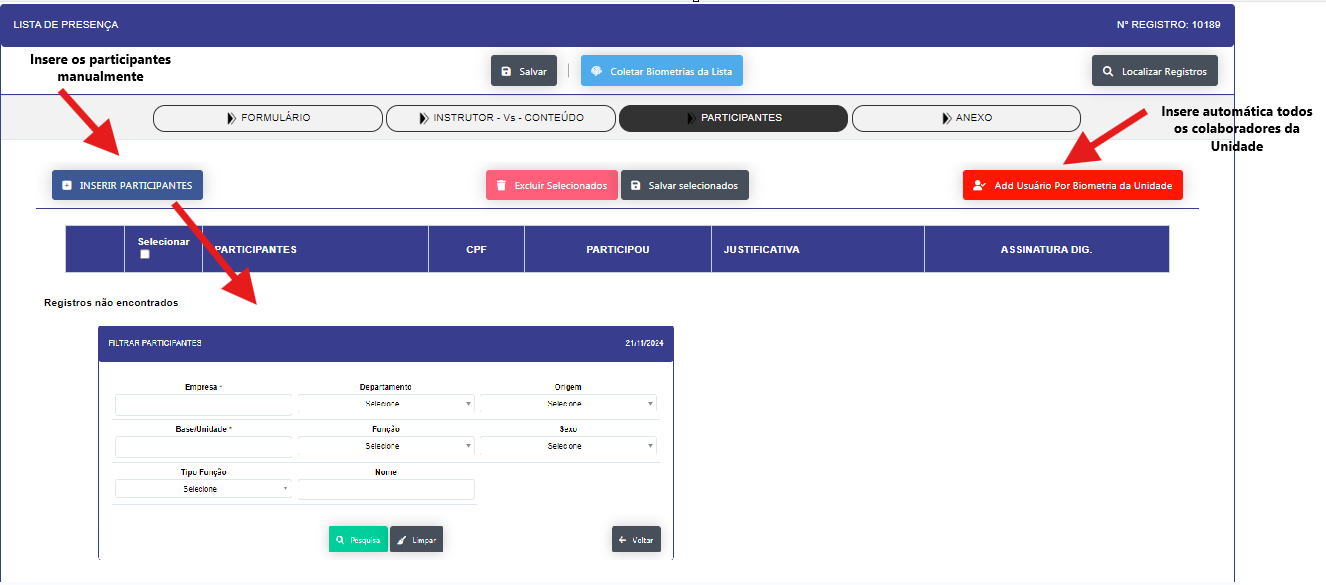 LISTA DE PRESENÇA
N° REGISTRO: 10189
Insere os participantes
manualmente
Salvar
Coletar Biometrias da Lista
Localizar Registros
FORMULÁRIO
INSTRUTOR - Vs - CONTEÚDO
PARTICIPANTES
ANEXO
Insere automática todos
os colaboradores da
Unidade
INSERIR PARTICIPANTES
Excluir Selecionados
Salvar selecionados
Add Usuário Por Biometria da Unidade
Selecionar
PARTICIPANTES
CPF
PARTICIPOU
JUSTIFICATIVA
ASSINATURA DIG.
Registros não encontrados
FILTRAR PARTICIPANTES
21/11/2024
Empresa *
Departamento
Origem
Selecione
Selecione
Base/Unidade *
Função
Sexo
Selecione
Selecione
Tipo Função
Nome
Selecione
Pesquisa
Limpar
Voltar